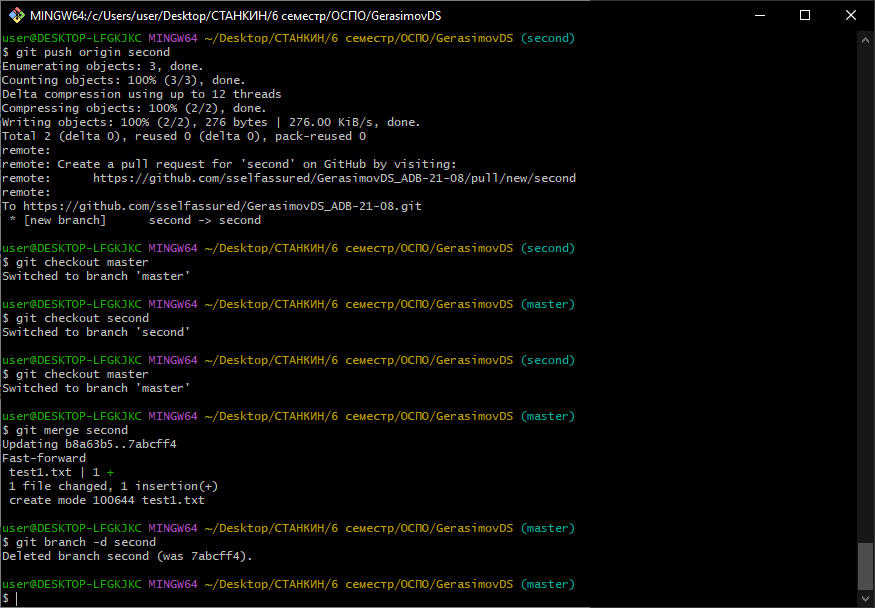 MINGW64:/c/Users/user/Desktop/СТАНКИН/6 семестр/ОСПО/GerasimovDS
user@DESKTOP-LFGKJKC MINGW64 ~/Desktop/СТАНКИН/6 семестр/ОСПО/GerasimovDS (second)
$ git push origin second
Enumerating objects: 3, done.
Counting objects: 100% (3/3), done.
Delta compression using up to 12 threads
Compressing objects: 100% (2/2), done.
Writing objects: 100% (2/2), 276 bytes | 276.00 KiB/s, done.
Total 2 (delta 0), reused 0 (delta 0), pack-reused 0
remote:
remote: Create a pull request for 'second' on GitHub by visiting:
remote:      https://github.com/sselfassured/GerasimovDS_ADB-21-08/pull/new/second
remote:
To https://github.com/sselfassured/GerasimovDS_ADB-21-08.git
 * [new branch]      second -> second
user@DESKTOP-LFGKJKC MINGW64 ~/Desktop/СТАНКИН/6 семестр/ОСПО/GerasimovDS (second)
$ git checkout master
Switched to branch 'master'
user@DESKTOP-LFGKJKC MINGW64 ~/Desktop/СТАНКИН/6 семестр/ОСПО/GerasimovDS (master)
$ git checkout second
Switched to branch 'second'
user@DESKTOP-LFGKJKC MINGW64 ~/Desktop/СТАНКИН/6 семестр/ОСПО/GerasimovDS (second)
$ git checkout master
Switched to branch 'master'
user@DESKTOP-LFGKJKC MINGW64 ~/Desktop/СТАНКИН/6 семестр/ОСПО/GerasimovDS (master)
$ git merge second
Updating b8a63b5..7abcff4
Fast-forward
 test1.txt | 1 +
 1 file changed, 1 insertion(+)
 create mode 100644 test1.txt
user@DESKTOP-LFGKJKC MINGW64 ~/Desktop/СТАНКИН/6 семестр/ОСПО/GerasimovDS (master)
$ git branch -d second
Deleted branch second (was 7abcff4).
user@DESKTOP-LFGKJKC MINGW64 ~/Desktop/СТАНКИН/6 семестр/ОСПО/GerasimovDS (master)
$